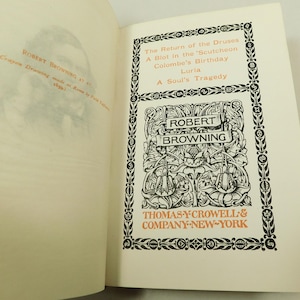 ROBERT BROWNING
The Return of the Druses
A Blot in the 'Scutcheon
Colombe's Birthday
Luria
A Soul's Tragedy
ROBERT
BROWNING
THOMAS·Y·CROWELL·&
COMPANY·NEW·YORK